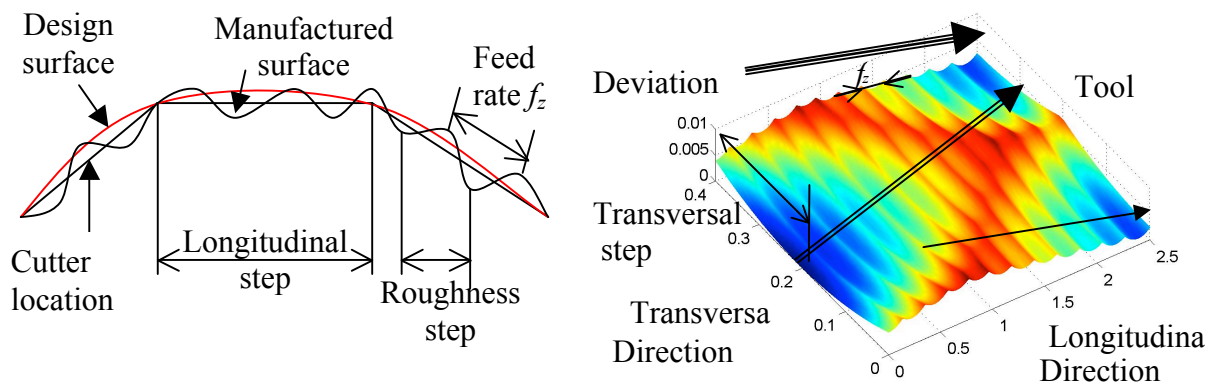 Design
surface
Manufactured
surface
Feed
rate f_z
Cutter
location
Longitudinal
step
Roughness
step
Deviation
f_z
Tool
0.01
0.005
0
0.4
0.3
0.2
0.1
0
Transversal
step
Transversa
Direction
0
0.5
1
1.5
2
2.5
Longitudina
Direction